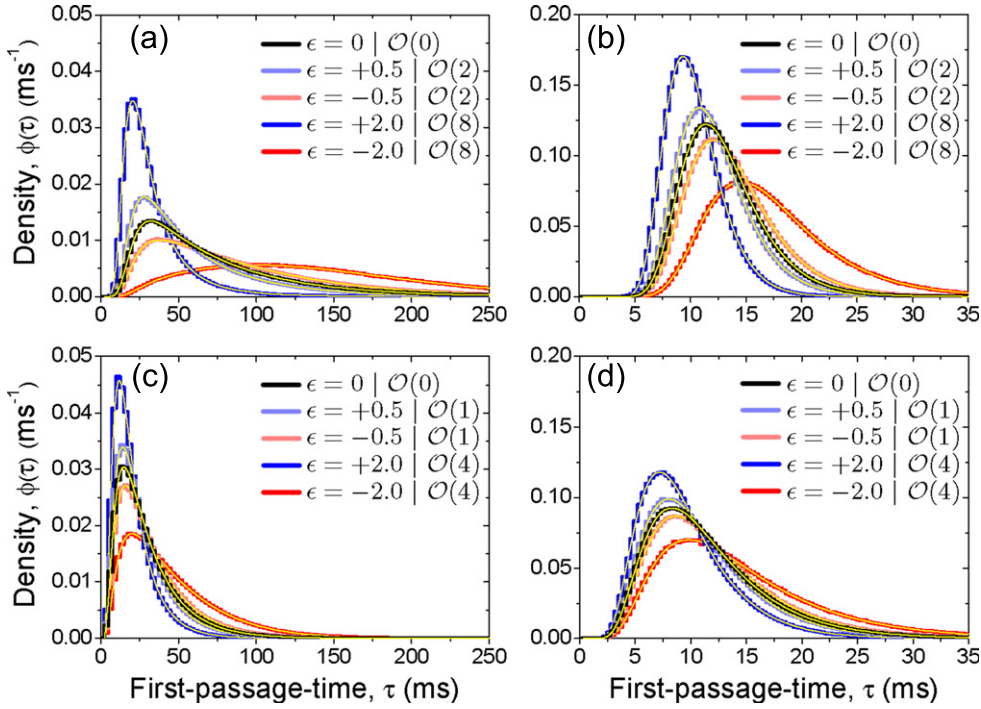 (a)
ϵ = 0 | 𝒪(0)
ϵ = +0.5 | 𝒪(2)
ϵ = −0.5 | 𝒪(2)
ϵ = +2.0 | 𝒪(8)
ϵ = −2.0 | 𝒪(8)
Density, ϕ(τ) (ms⁻¹)
0.05
0.04
0.03
0.02
0.01
0.00
0 50 100 150 200 250
(b)
ϵ = 0 | 𝒪(0)
ϵ = +0.5 | 𝒪(2)
ϵ = −0.5 | 𝒪(2)
ϵ = +2.0 | 𝒪(8)
ϵ = −2.0 | 𝒪(8)
0.20
0.15
0.10
0.05
0.00
0 5 10 15 20 25 30 35
(c)
ϵ = 0 | 𝒪(0)
ϵ = +0.5 | 𝒪(1)
ϵ = −0.5 | 𝒪(1)
ϵ = +2.0 | 𝒪(4)
ϵ = −2.0 | 𝒪(4)
Density, ϕ(τ) (ms⁻¹)
0.05
0.04
0.03
0.02
0.01
0.00
0 50 100 150 200 250
First-passage-time, τ (ms)
(d)
ϵ = 0 | 𝒪(0)
ϵ = +0.5 | 𝒪(1)
ϵ = −0.5 | 𝒪(1)
ϵ = +2.0 | 𝒪(4)
ϵ = −2.0 | 𝒪(4)
0.20
0.15
0.10
0.05
0.00
0 5 10 15 20 25 30 35
First-passage-time, τ (ms)